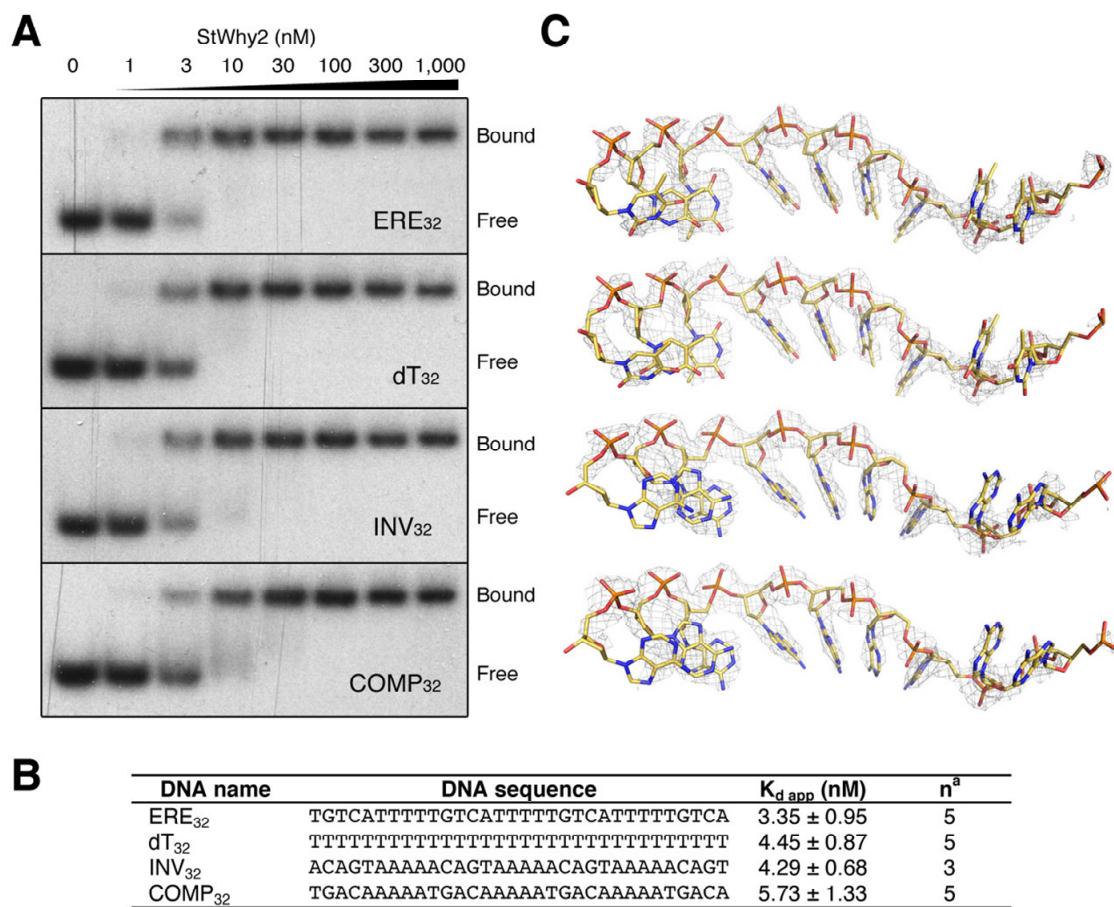 A
StWhy2 (nM)
0 1 3 10 30 100 300 1,000
Bound
Free
ERE32
Bound
Free
dT32
Bound
Free
INV32
Bound
Free
COMP32
C
B
DNA name DNA sequence Kd app (nM) nª
ERE32 TGTCATTTTTGTCATTTTTGTCATTTTTGTCA 3.35 ± 0.95 5
dT32 TTTTTTTTTTTTTTTTTTTTTTTTTTTTTTTT 4.45 ± 0.87 5
INV32 ACAGTAAAAACAGTAAAAACAGTAAAAACAGT 4.29 ± 0.68 3
COMP32 TGACAAAAATGACAAAAATGACAAAAATGACA 5.73 ± 1.33 5